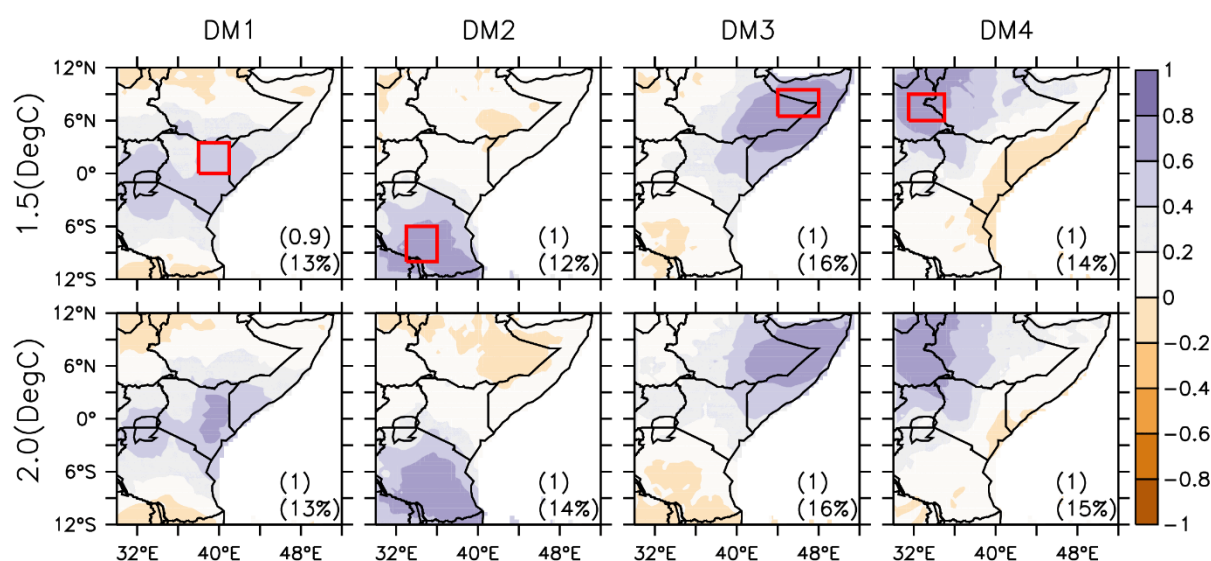 DM1 DM2 DM3 DM4
1.5(DegC)
12°N
6°N
0°
6°S
12°S
(0.9)
(13%)
(1)
(12%)
(1)
(16%)
(1)
(14%)
2.0(DegC)
12°N
6°N
0°
6°S
12°S
(1)
(13%)
(1)
(14%)
(1)
(16%)
(1)
(15%)
32°E 40°E 48°E 32°E 40°E 48°E 32°E 40°E 48°E 32°E 40°E 48°E
1
0.8
0.6
0.4
0.2
0
−0.2
−0.4
−0.6
−0.8
−1